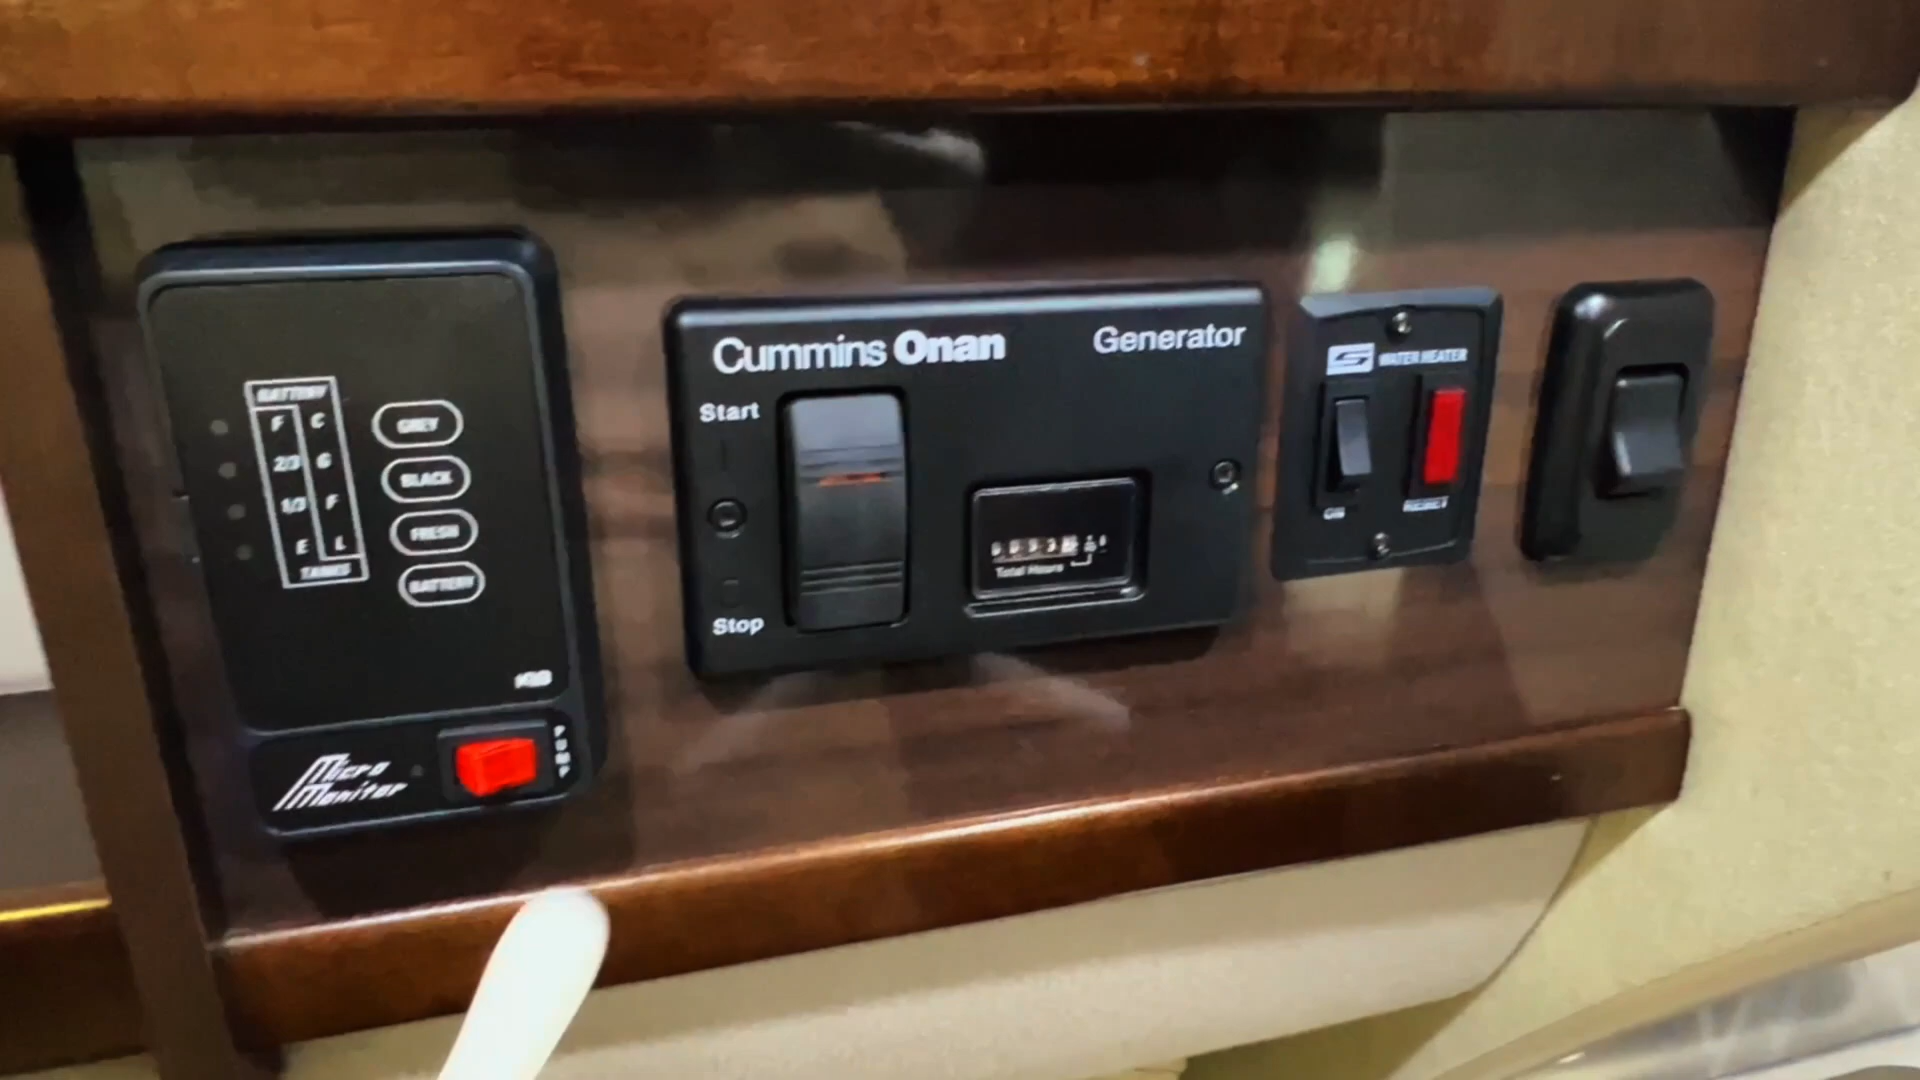 BATTERY
F C
2/3 G
1/3 F
E L
TANKS
GREY
BLACK
FRESH
BATTERY
KIB
Micro
Monitor
PUMP
Cummins Onan Generator
Start
Stop
Total Hours
WATER HEATER
ON
RESET